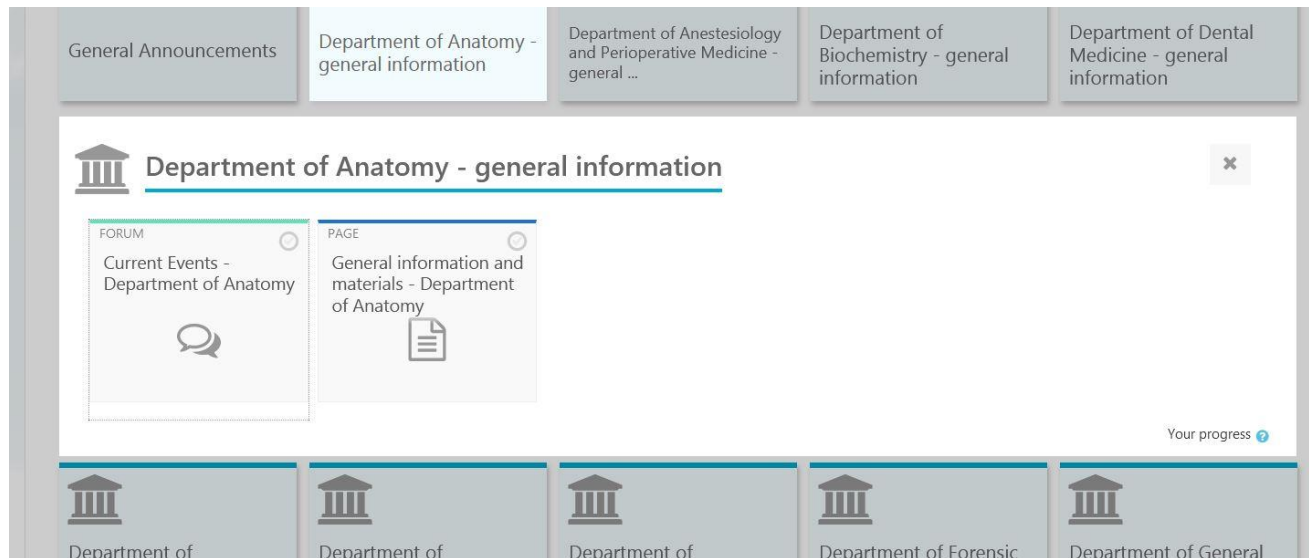 General Announcements
Department of Anatomy -
general information
Department of Anestesiology
and Perioperative Medicine -
general ...
Department of
Biochemistry - general
information
Department of Dental
Medicine - general
information
Department of Anatomy - general information
FORUM
Current Events -
Department of Anatomy
PAGE
General information and
materials - Department
of Anatomy
Your progress
Department of
Department of
Department of
Department of Forensic
Department of General